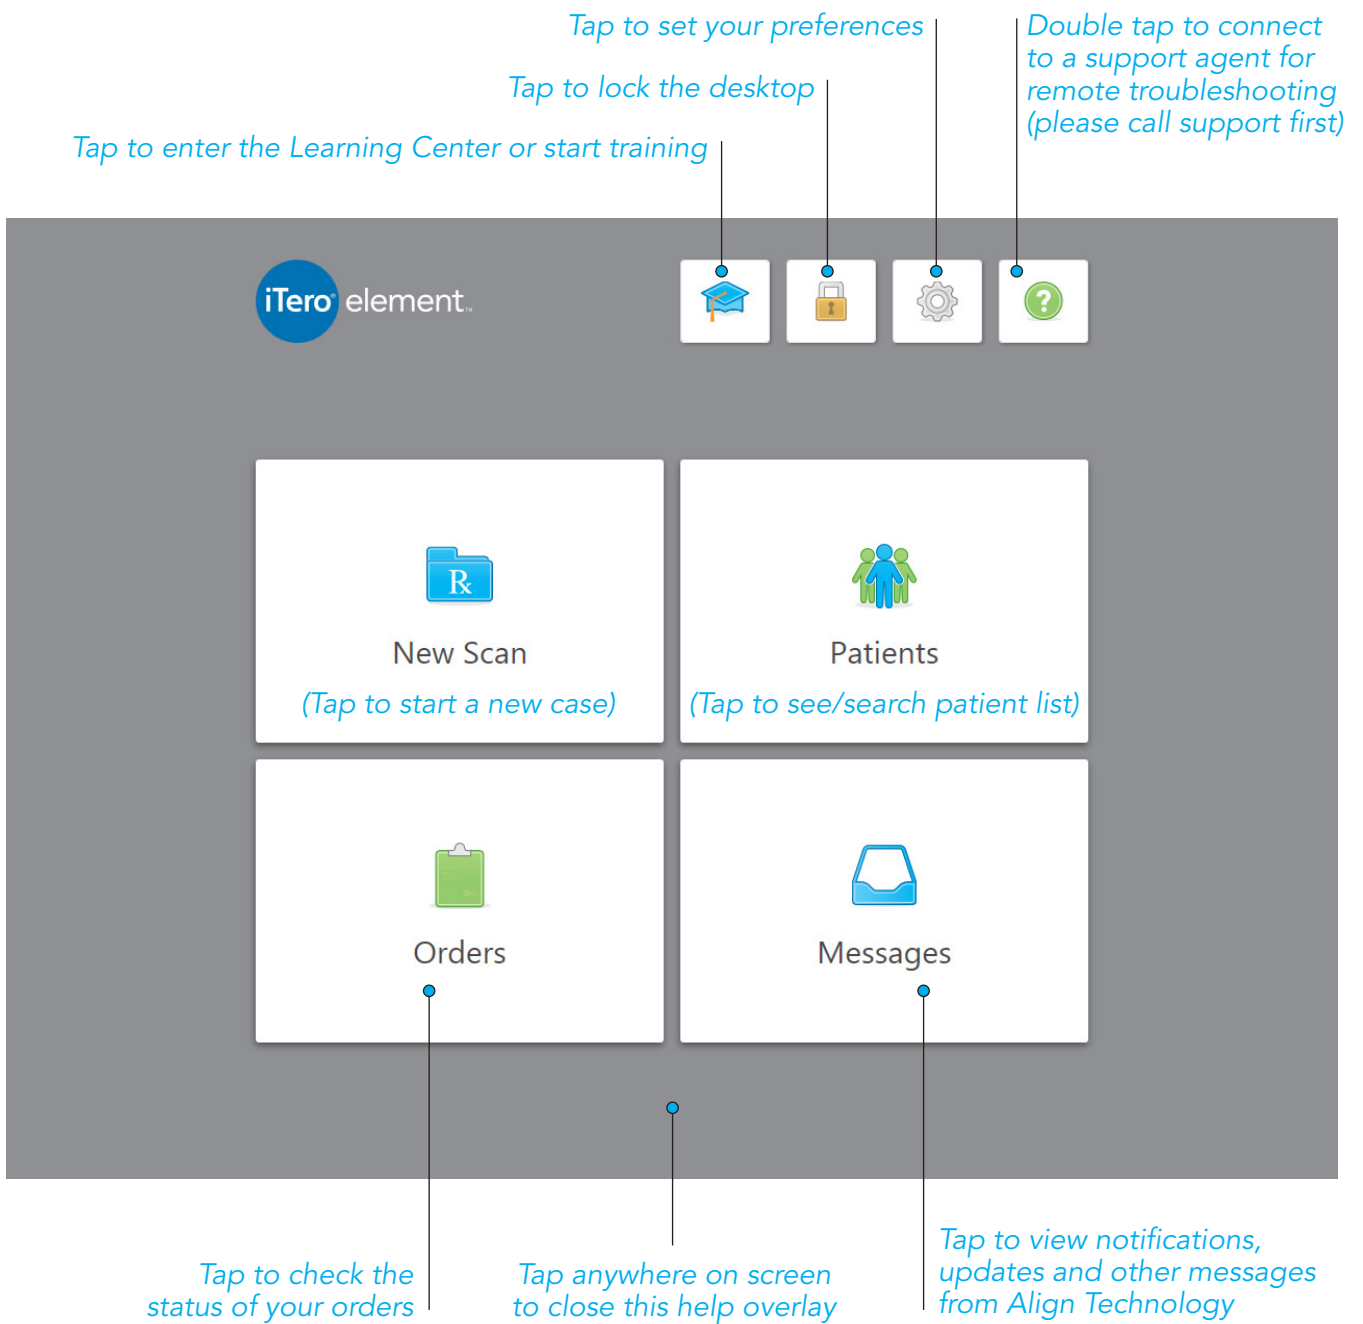 Tap to set your preferences
Double tap to connect
to a support agent for
remote troubleshooting
(please call support first)
Tap to lock the desktop
Tap to enter the Learning Center or start training
iTero® element™
?
Rx
New Scan
(Tap to start a new case)
Patients
(Tap to see/search patient list)
Orders
Messages
Tap to check the
status of your orders
Tap anywhere on screen
to close this help overlay
Tap to view notifications,
updates and other messages
from Align Technology